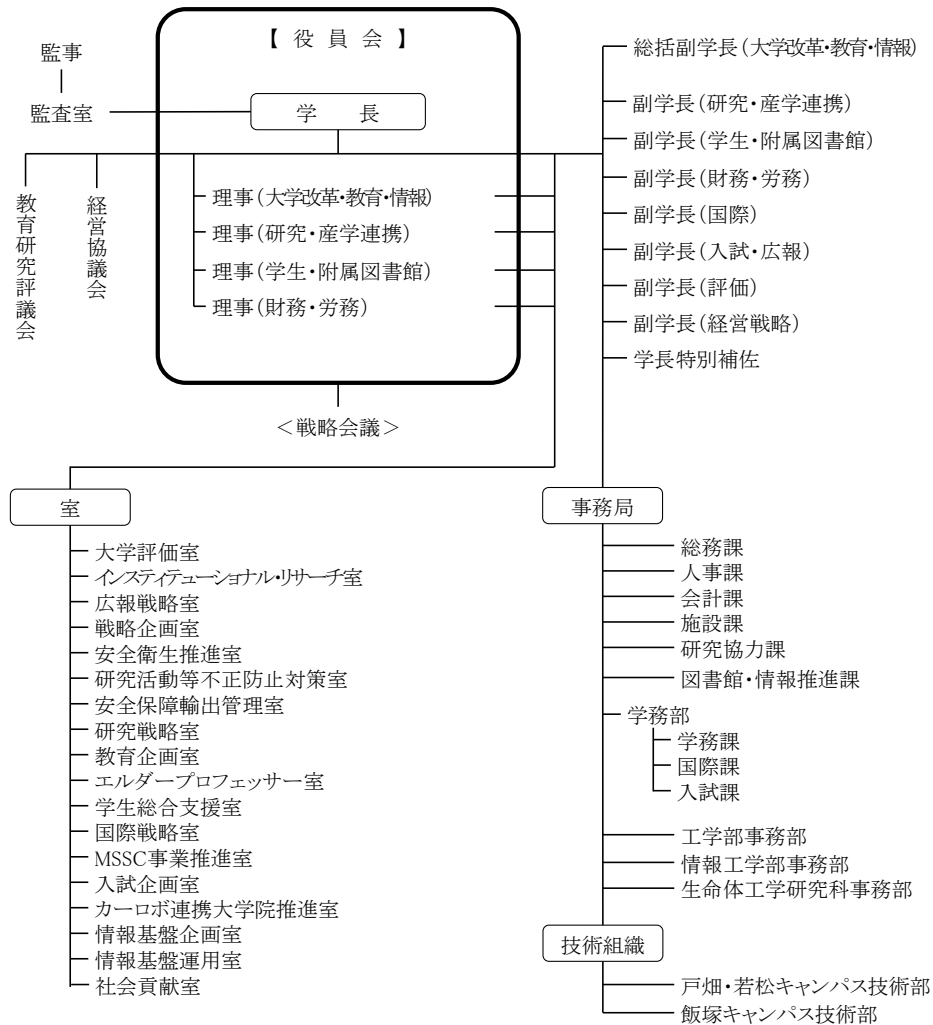 【 役 員 会 】
監事
監査室
学 長
教育研究評議会
経営協議会
理事(大学改革・教育・情報)
理事(研究・産学連携)
理事(学生・附属図書館)
理事(財務・労務)
<戦略会議>
総括副学長(大学改革・教育・情報)
副学長(研究・産学連携)
副学長(学生・附属図書館)
副学長(財務・労務)
副学長(国際)
副学長(入試・広報)
副学長(評価)
副学長(経営戦略)
学長特別補佐
室
大学評価室
インスティテューショナル・リサーチ室
広報戦略室
戦略企画室
安全衛生推進室
研究活動等不正防止対策室
安全保障輸出管理室
研究戦略室
教育企画室
エルダープロフェッサー室
学生総合支援室
国際戦略室
MSSC事業推進室
入試企画室
カーロボ連携大学院推進室
情報基盤企画室
情報基盤運用室
社会貢献室
事務局
総務課
人事課
会計課
施設課
研究協力課
図書館・情報推進課
学務部
学務課
国際課
入試課
工学部事務部
情報工学部事務部
生命体工学研究科事務部
技術組織
戸畑・若松キャンパス技術部
飯塚キャンパス技術部